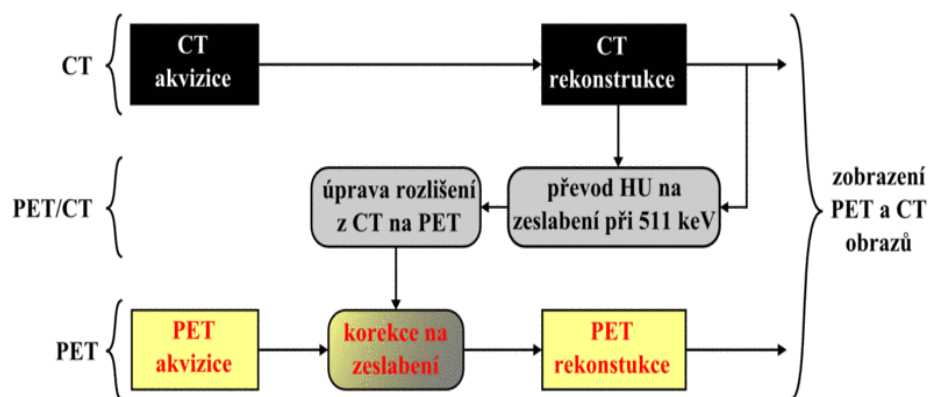 CT
CT
akvizice
CT
rekonstrukce
PET/CT
úprava rozlišení
z CT na PET
převod HU na
zeslabení při 511 keV
zobrazení
PET a CT
obrazů
PET
PET
akvizice
korekce na
zeslabení
PET
rekonstrukce